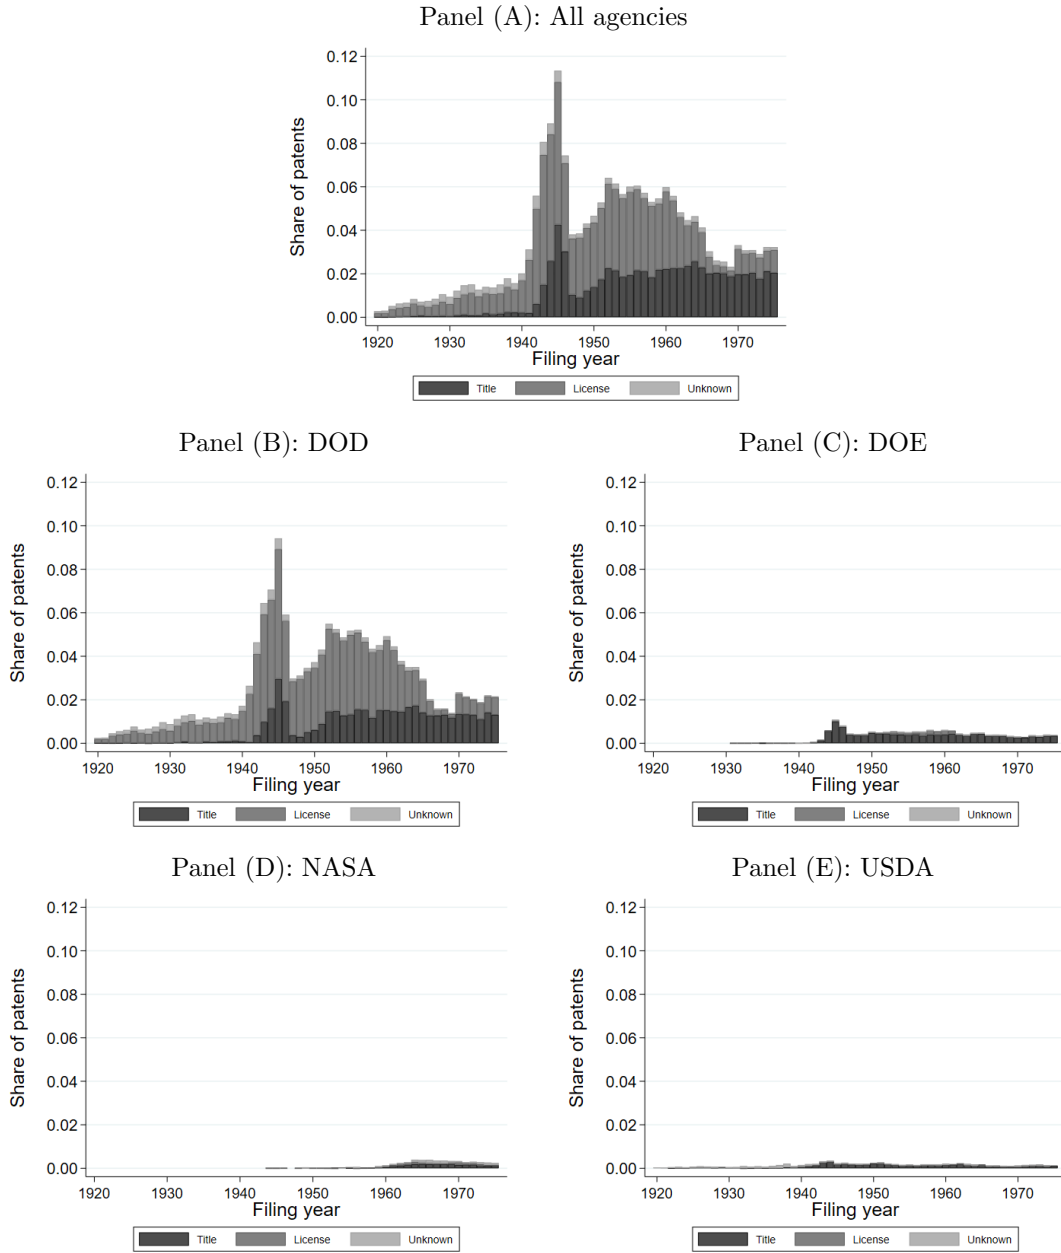 Panel (A): All agencies
0.12
0.10
0.08
0.06
0.04
0.02
0.00
Share of patents
1920 1930 1940 1950 1960 1970
Filing year
Title License Unknown
Panel (B): DOD
0.12
0.10
0.08
0.06
0.04
0.02
0.00
Share of patents
1920 1930 1940 1950 1960 1970
Filing year
Title License Unknown
Panel (C): DOE
0.12
0.10
0.08
0.06
0.04
0.02
0.00
Share of patents
1920 1930 1940 1950 1960 1970
Filing year
Title License Unknown
Panel (D): NASA
0.12
0.10
0.08
0.06
0.04
0.02
0.00
Share of patents
1920 1930 1940 1950 1960 1970
Filing year
Title License Unknown
Panel (E): USDA
0.12
0.10
0.08
0.06
0.04
0.02
0.00
Share of patents
1920 1930 1940 1950 1960 1970
Filing year
Title License Unknown